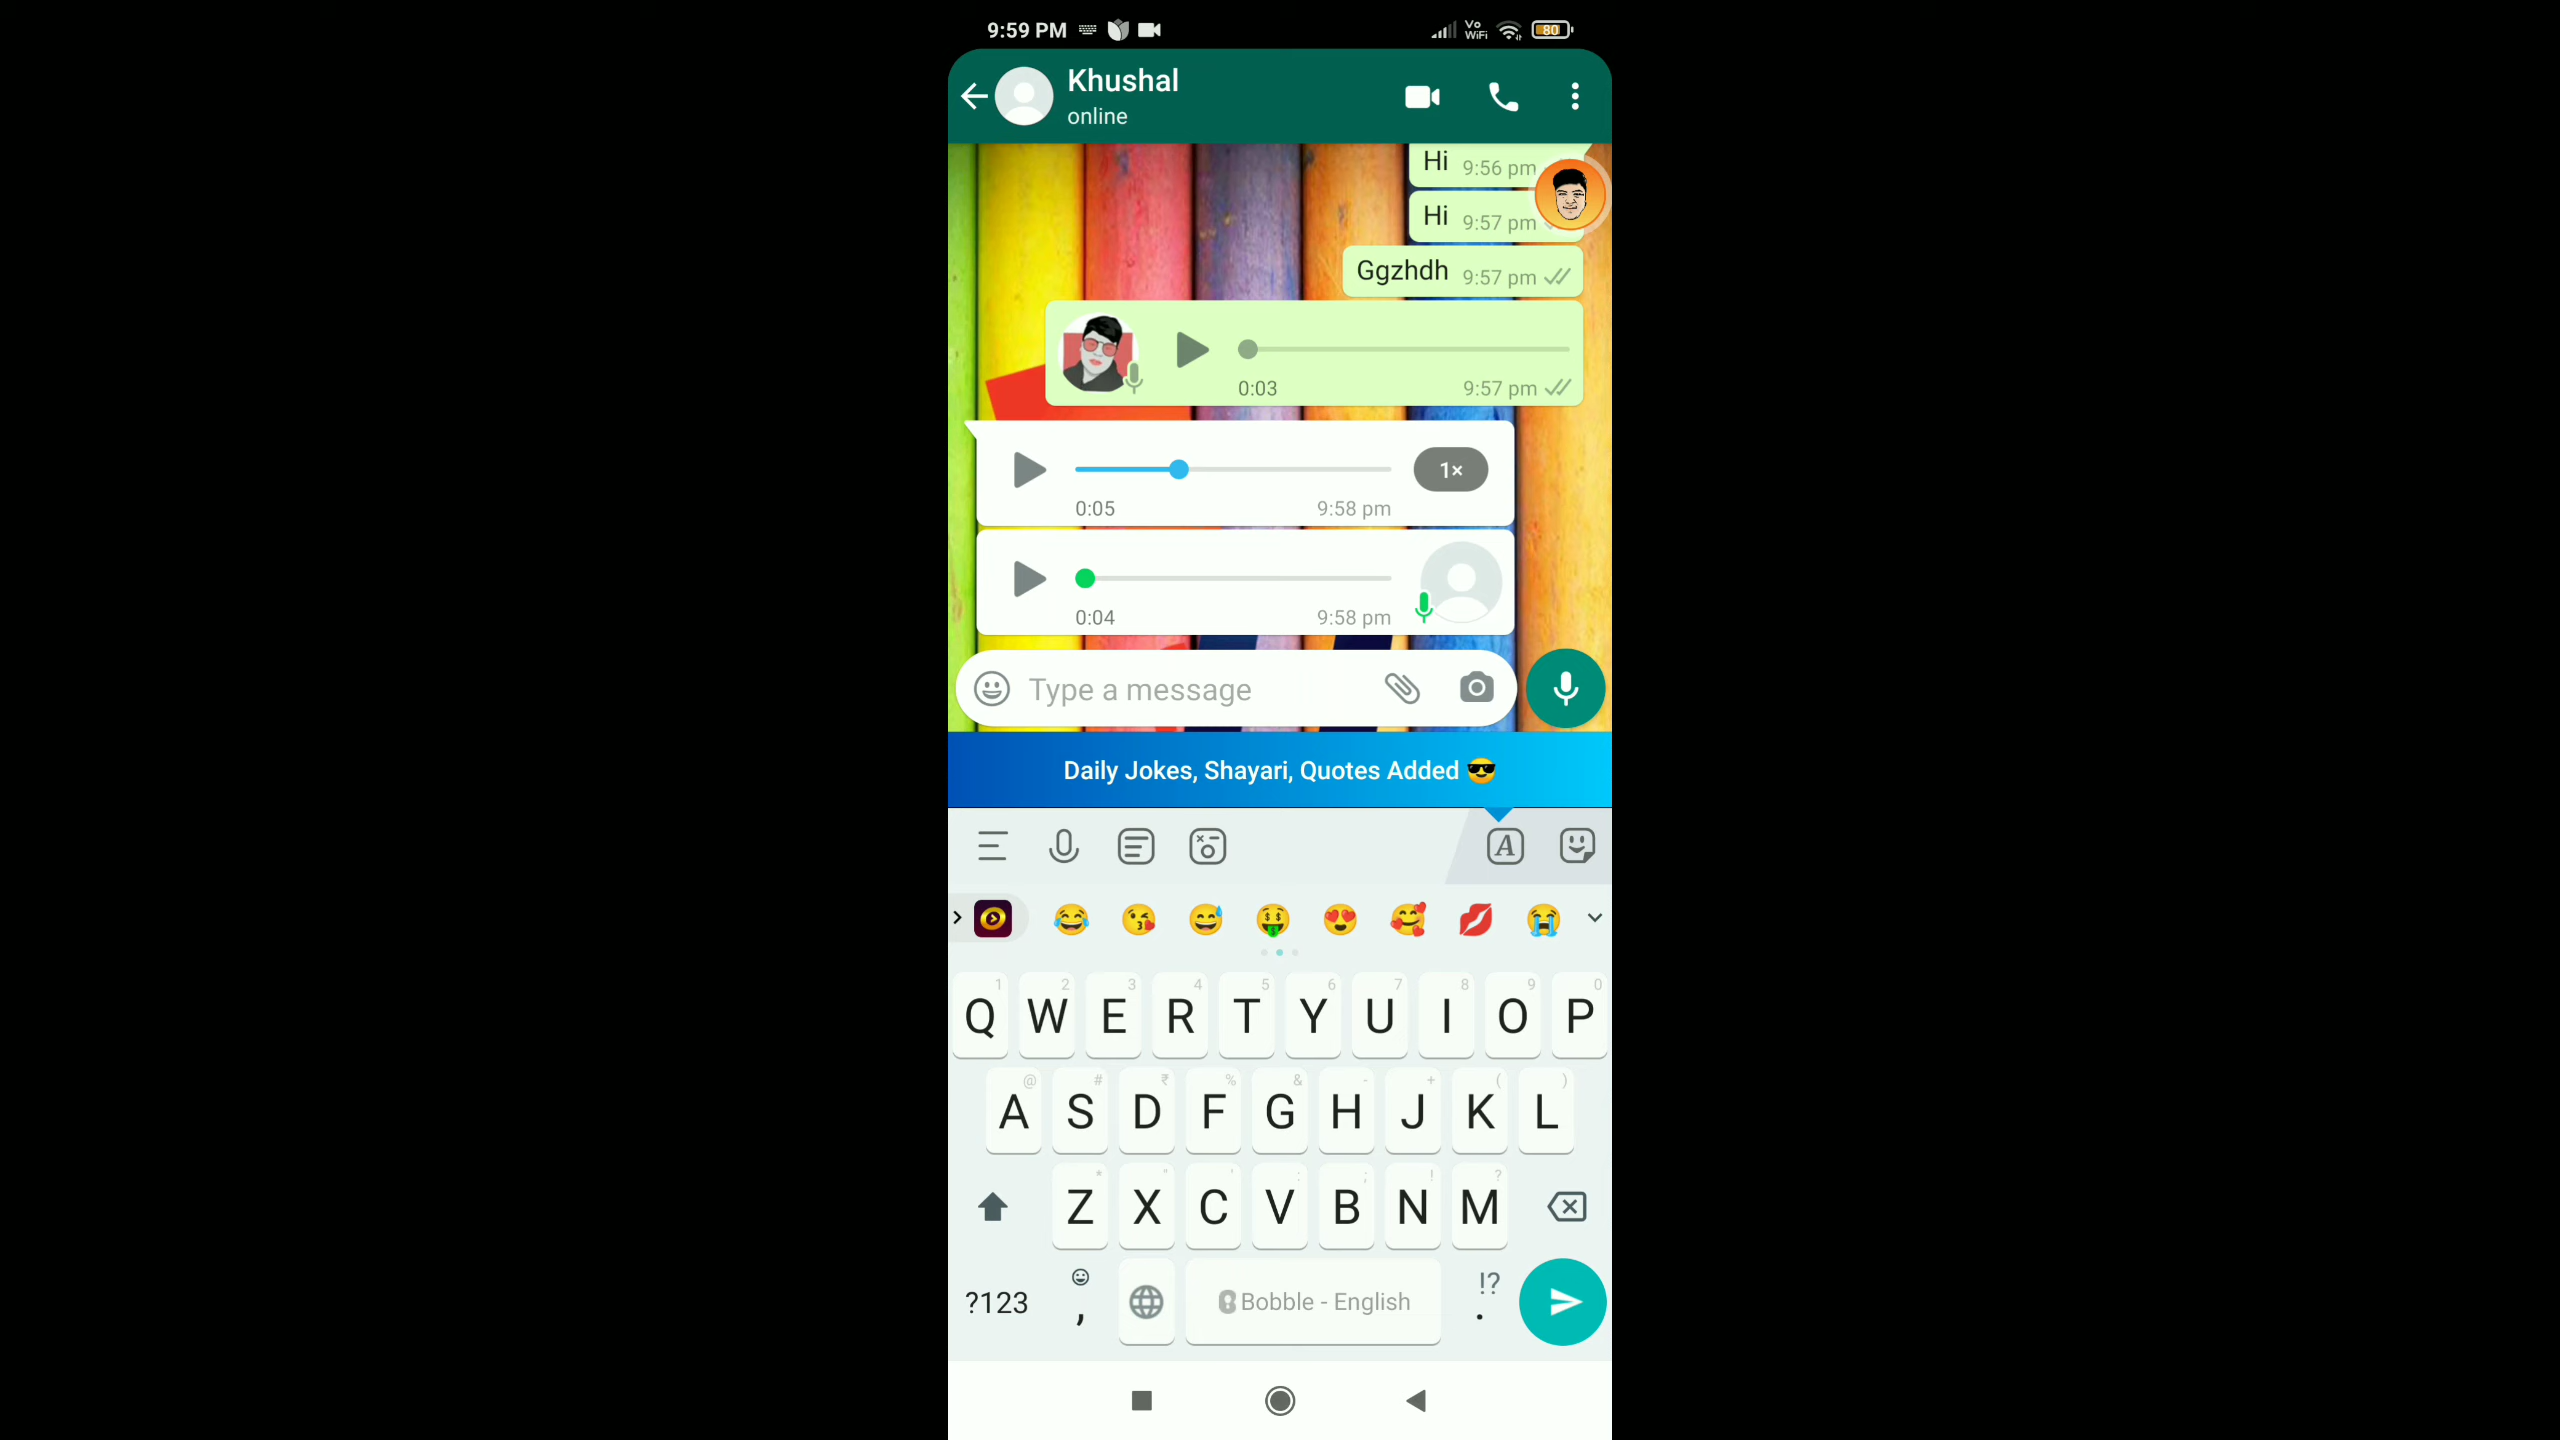 9:59 PM
Vo
WiFi
80
Khushal
online
Hi 9:56 pm
Hi 9:57 pm
Ggzhdh 9:57 pm
0:03 9:57 pm
1×
0:05 9:58 pm
0:04 9:58 pm
Type a message
Daily Jokes, Shayari, Quotes Added 😎
A
1 2 3 4 5 6 7 8 9 0
Q W E R T Y U I O P
@ # ₹ % & - + ( )
A S D F G H J K L
* " ' : ; ! ?
Z X C V B N M
!?
?123 , Bobble - English .